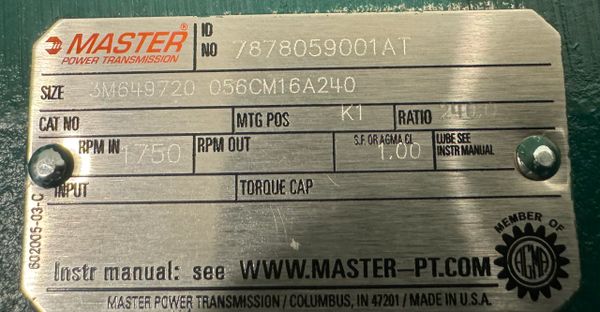 MASTER
POWER TRANSMISSION
ID NO 7878059001AT
SIZE 3M649720 056CM16A240
CAT NO MTG POS K1 RATIO 240.0
RPM IN 1750 RPM OUT S.F. OR AGMA CL 1.00 LUBE SEE INSTR MANUAL
INPUT TORQUE CAP
602005-03-C
MEMBER OF
AGMA
Instr manual: see WWW.MASTER-PT.COM
MASTER POWER TRANSMISSION / COLUMBUS, IN 47201 / MADE IN U.S.A.